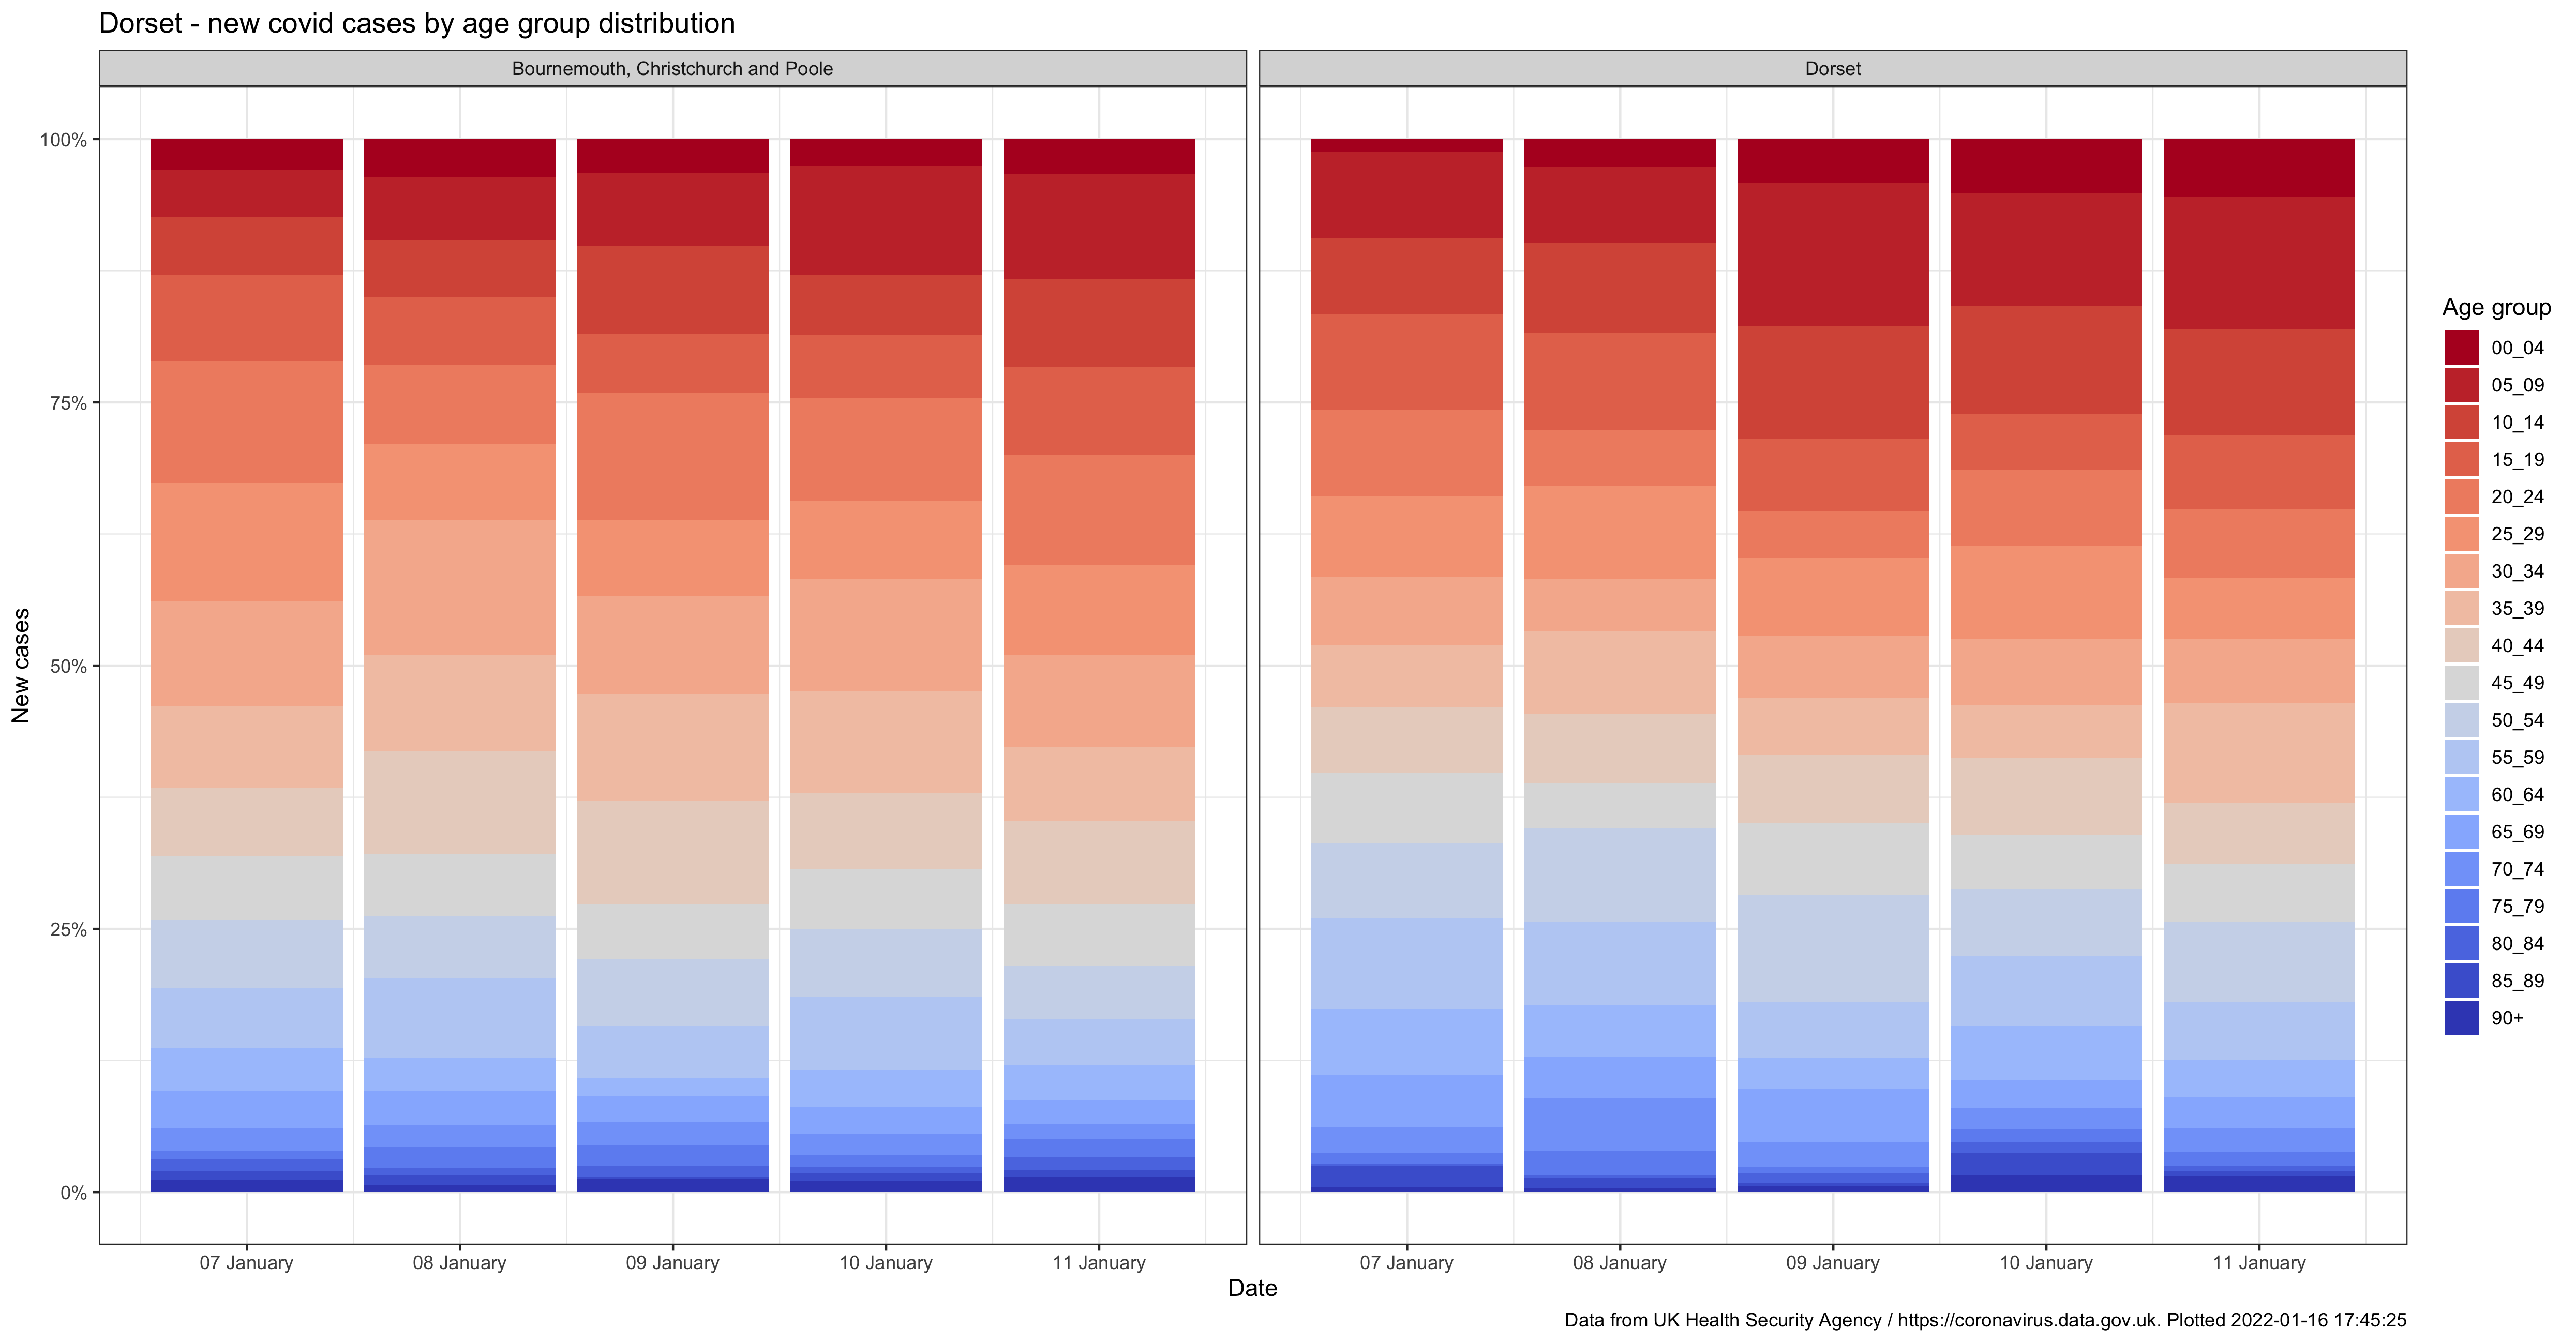 Dorset - new covid cases by age group distribution
Bournemouth, Christchurch and Poole
Dorset
New cases
100%
75%
50%
25%
0%
07 January
08 January
09 January
10 January
11 January
07 January
08 January
09 January
10 January
11 January
Date
Age group
00_04
05_09
10_14
15_19
20_24
25_29
30_34
35_39
40_44
45_49
50_54
55_59
60_64
65_69
70_74
75_79
80_84
85_89
90+
Data from UK Health Security Agency / https://coronavirus.data.gov.uk. Plotted 2022-01-16 17:45:25